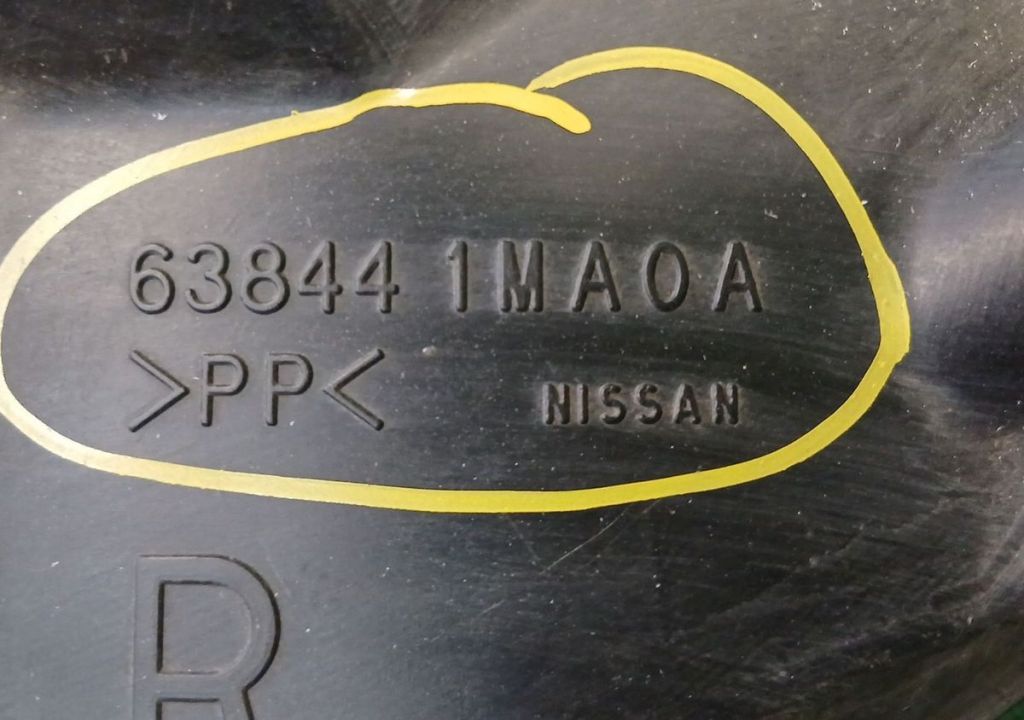 63844 1MA0A
>PP<
NISSAN
R